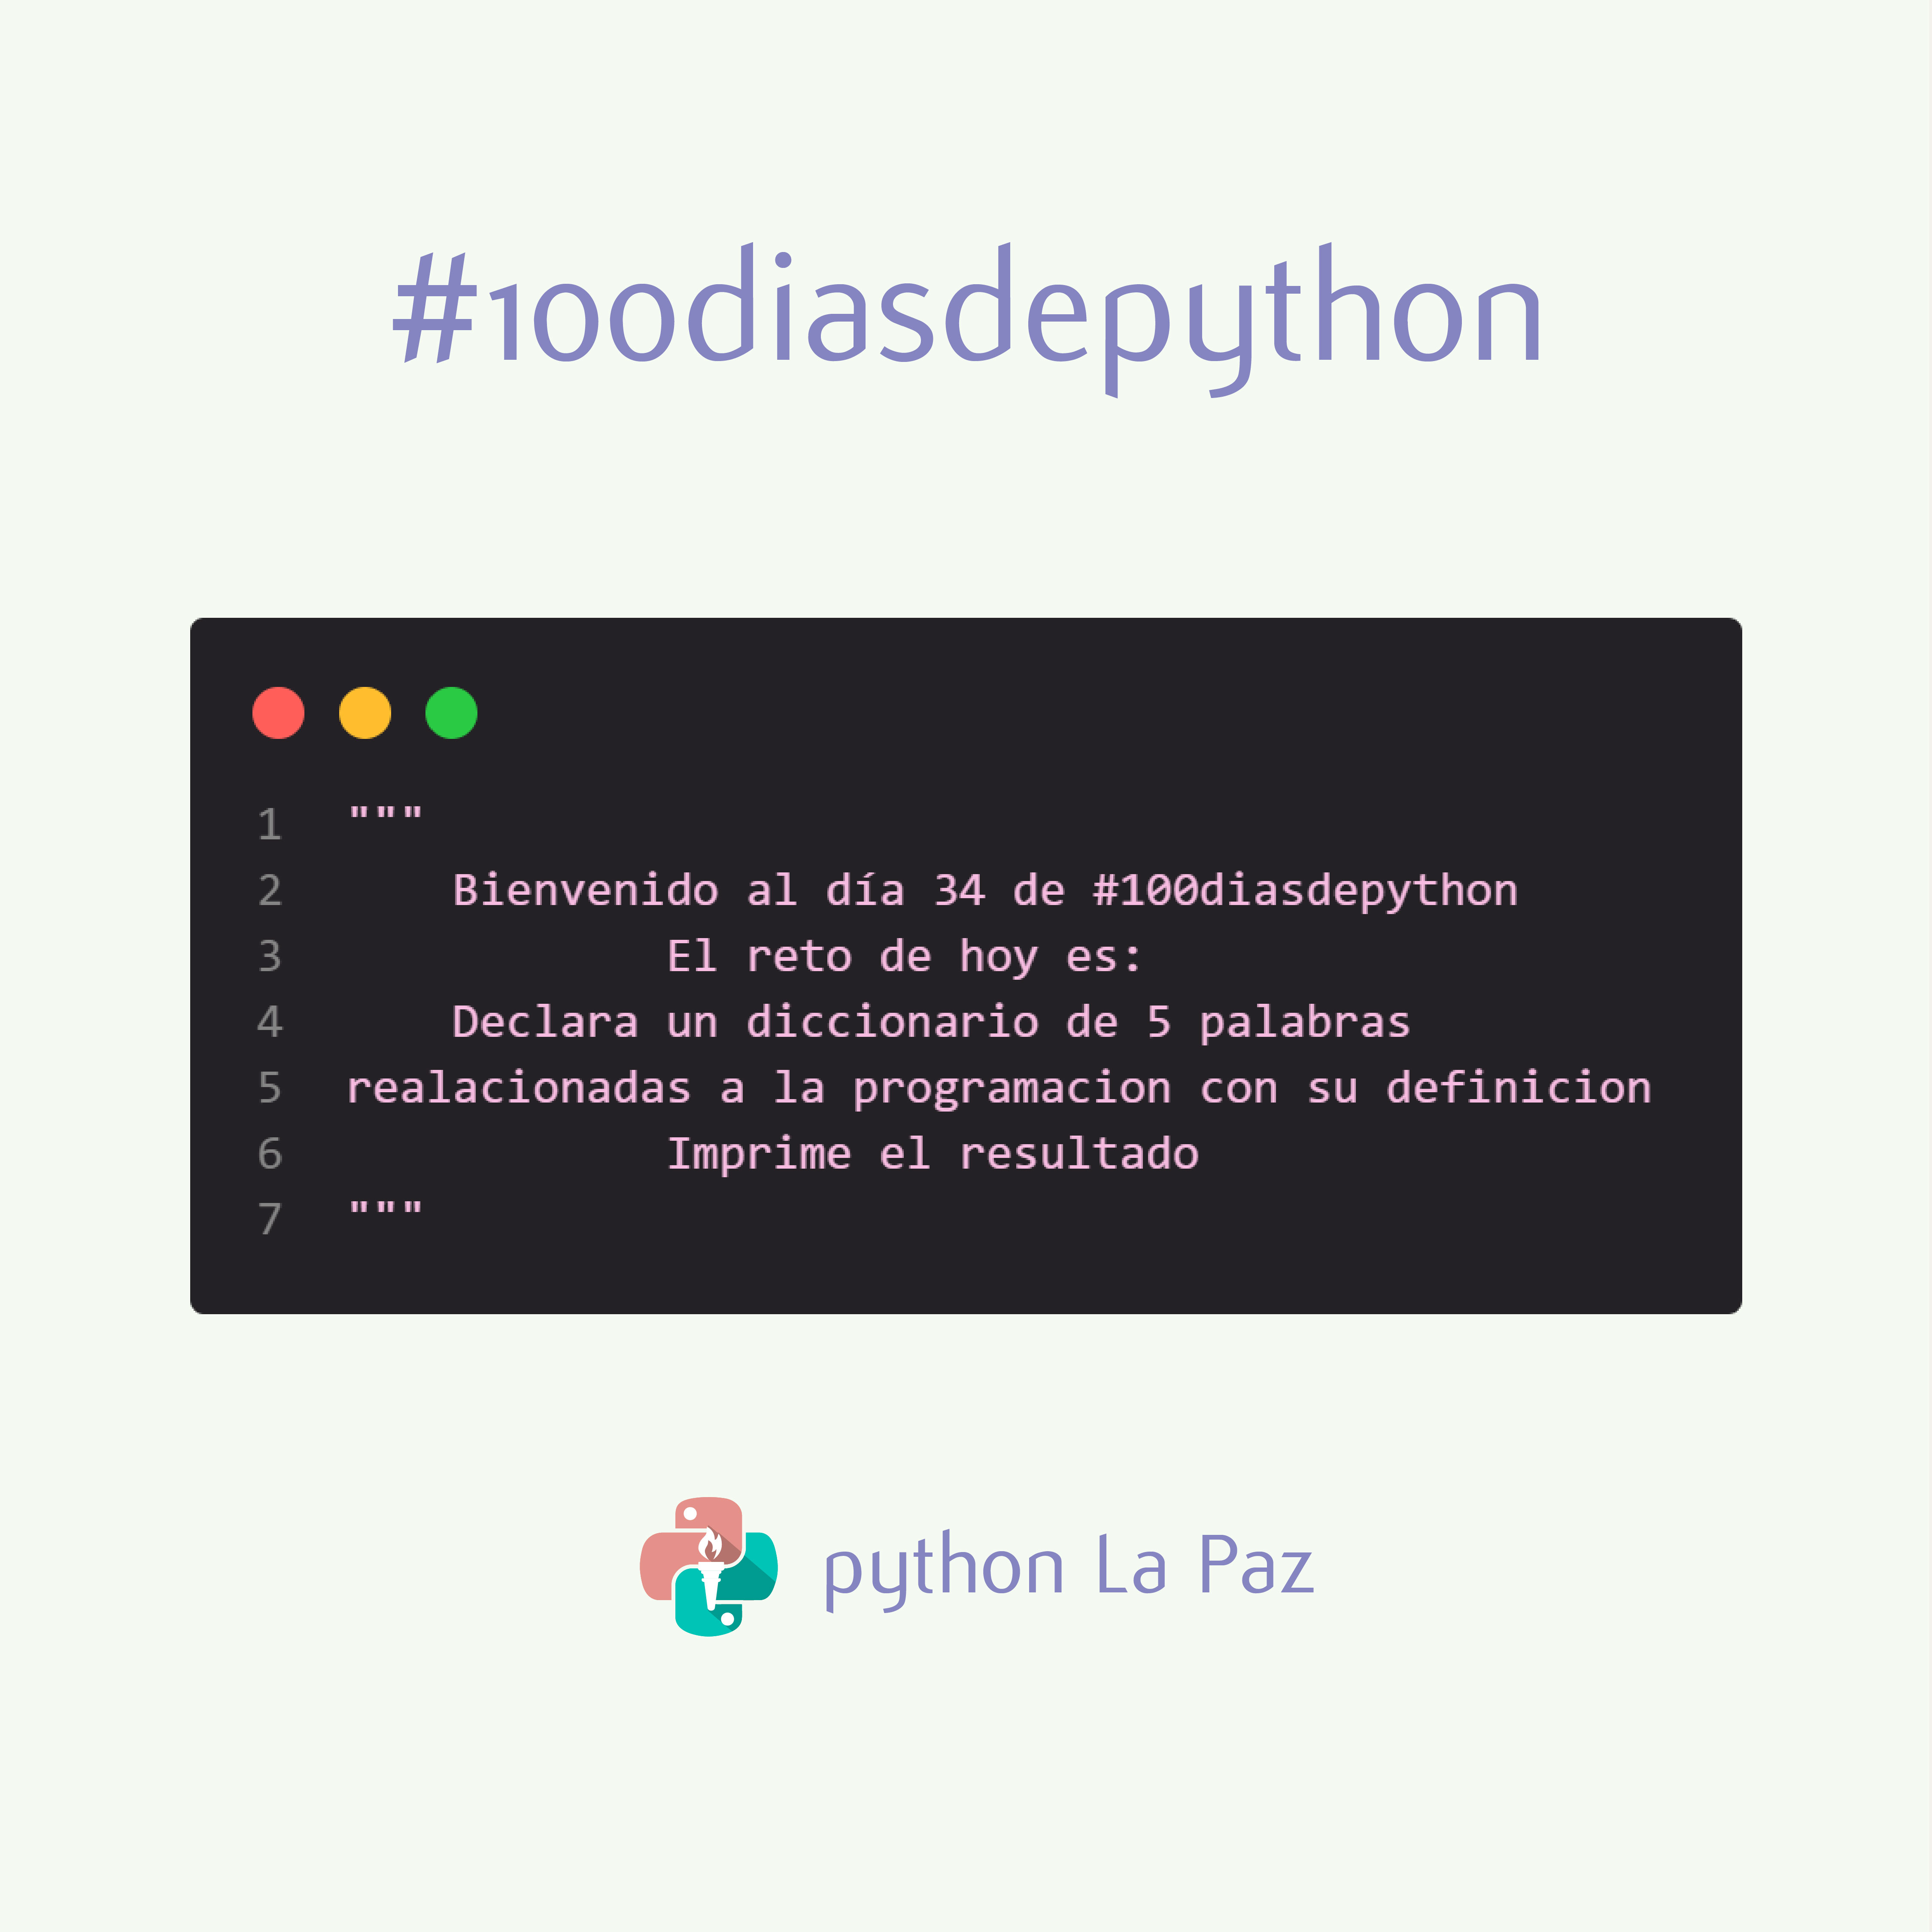 #100diasdepython
1 """
2 Bienvenido al día 34 de #100diasdepython
3 El reto de hoy es:
4 Declara un diccionario de 5 palabras
5 realacionadas a la programacion con su definicion
6 Imprime el resultado
7 """
python La Paz